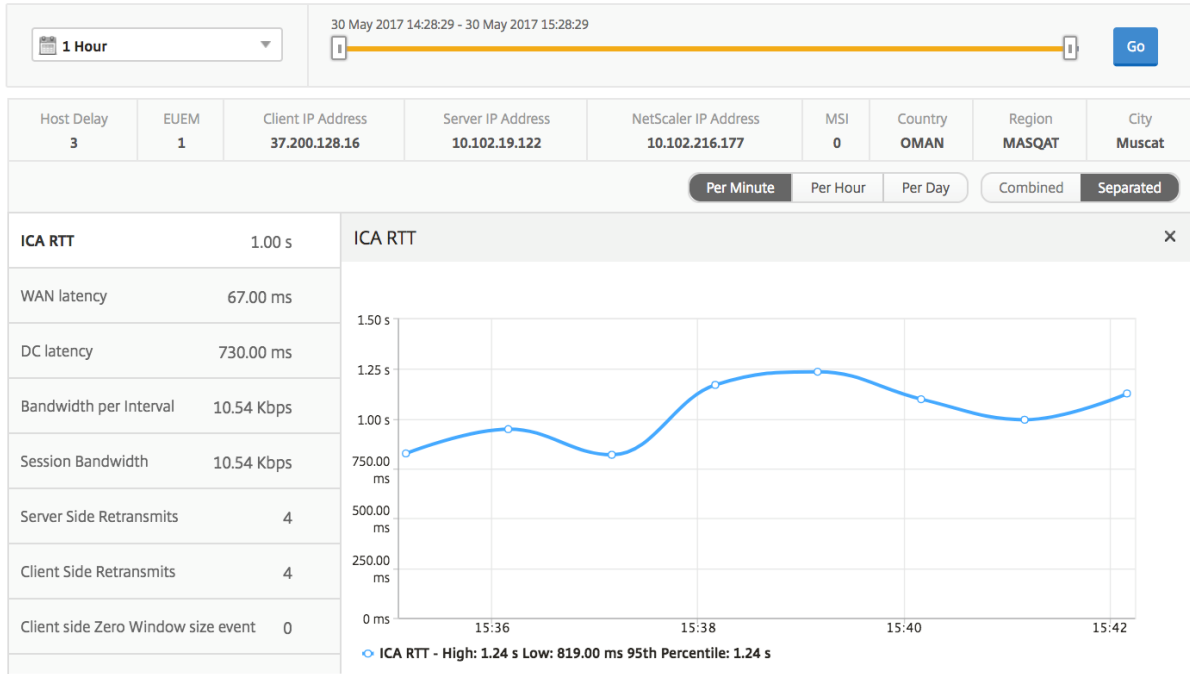 30 May 2017 14:28:29 - 30 May 2017 15:28:29
1 Hour
Go
Host Delay EUEM Client IP Address Server IP Address NetScaler IP Address MSI Country Region City
3 1 37.200.128.16 10.102.19.122 10.102.216.177 0 OMAN MASQAT Muscat
Per Minute Per Hour Per Day Combined Separated
ICA RTT 1.00 s
WAN latency 67.00 ms
DC latency 730.00 ms
Bandwidth per Interval 10.54 Kbps
Session Bandwidth 10.54 Kbps
Server Side Retransmits 4
Client Side Retransmits 4
Client side Zero Window size event 0
ICA RTT ×
1.50 s
1.25 s
1.00 s
750.00
ms
500.00
ms
250.00
ms
0 ms
15:36 15:38 15:40 15:42
ICA RTT - High: 1.24 s Low: 819.00 ms 95th Percentile: 1.24 s